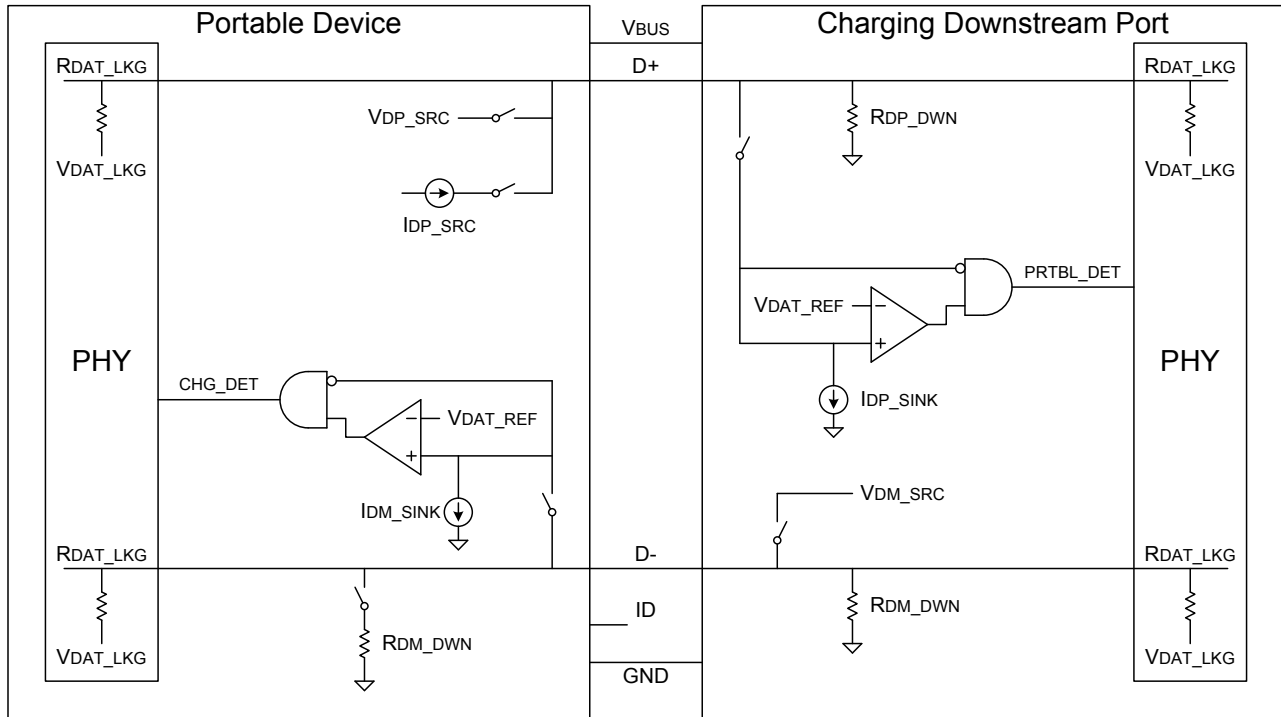 Portable Device
VBUS
Charging Downstream Port
RDAT_LKG
D+
RDAT_LKG
VDP_SRC
RDP_DWN
VDAT_LKG
VDAT_LKG
IDP_SRC
PRTBL_DET
VDAT_REF
PHY
PHY
CHG_DET
IDP_SINK
VDAT_REF
VDM_SRC
IDM_SINK
RDAT_LKG
D-
RDAT_LKG
ID
RDM_DWN
RDM_DWN
VDAT_LKG
VDAT_LKG
GND